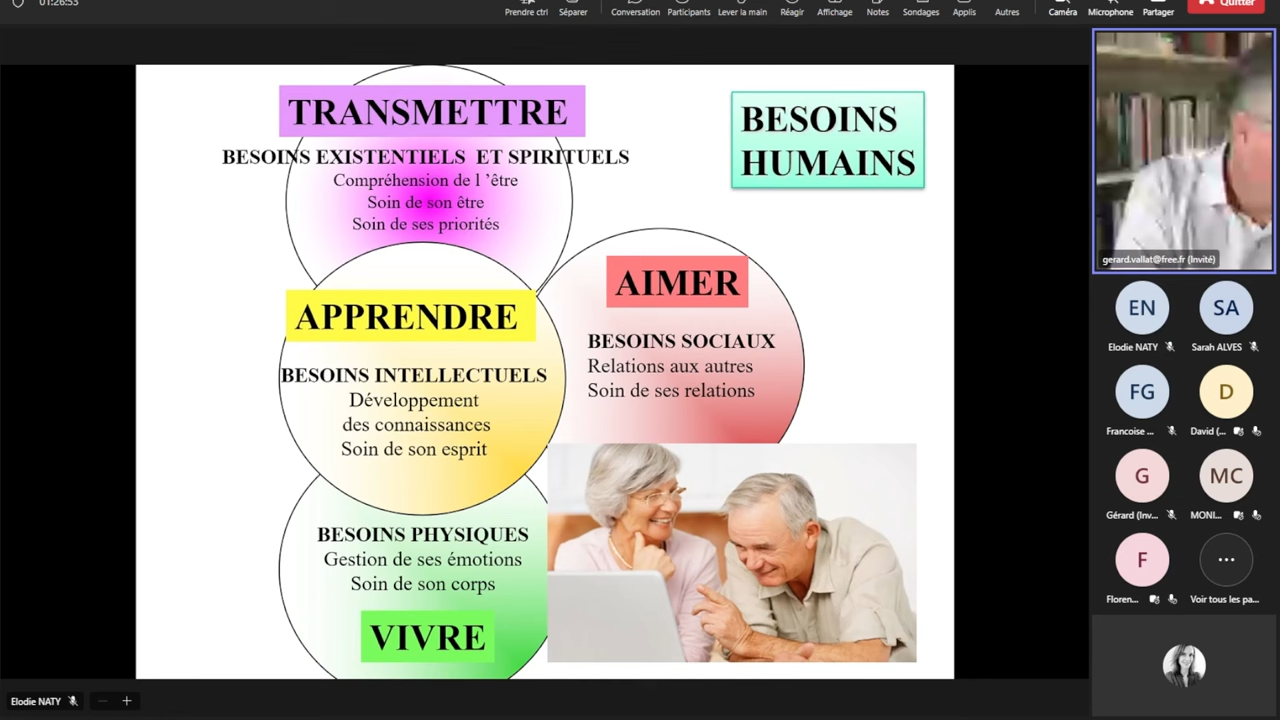 01:26:53
Prendre ctrl
Séparer
Conversation
Participants
Lever la main
Réagir
Affichage
Notes
Sondages
Applis
Autres
Caméra
Microphone
Partager
Quitter
TRANSMETTRE
BESOINS EXISTENTIELS ET SPIRITUELS
Compréhension de l ’être
Soin de son être
Soin de ses priorités
BESOINS
HUMAINS
APPRENDRE
BESOINS INTELLECTUELS
Développement
des connaissances
Soin de son esprit
AIMER
BESOINS SOCIAUX
Relations aux autres
Soin de ses relations
BESOINS PHYSIQUES
Gestion de ses émotions
Soin de son corps
VIVRE
gerard.vallat@free.fr (Invité)
EN
SA
Elodie NATY
Sarah ALVES
FG
D
Francoise ...
David (...
G
MC
Gérard (Inv...
MONI...
F
...
Floren...
Voir tous les pa...
Elodie NATY